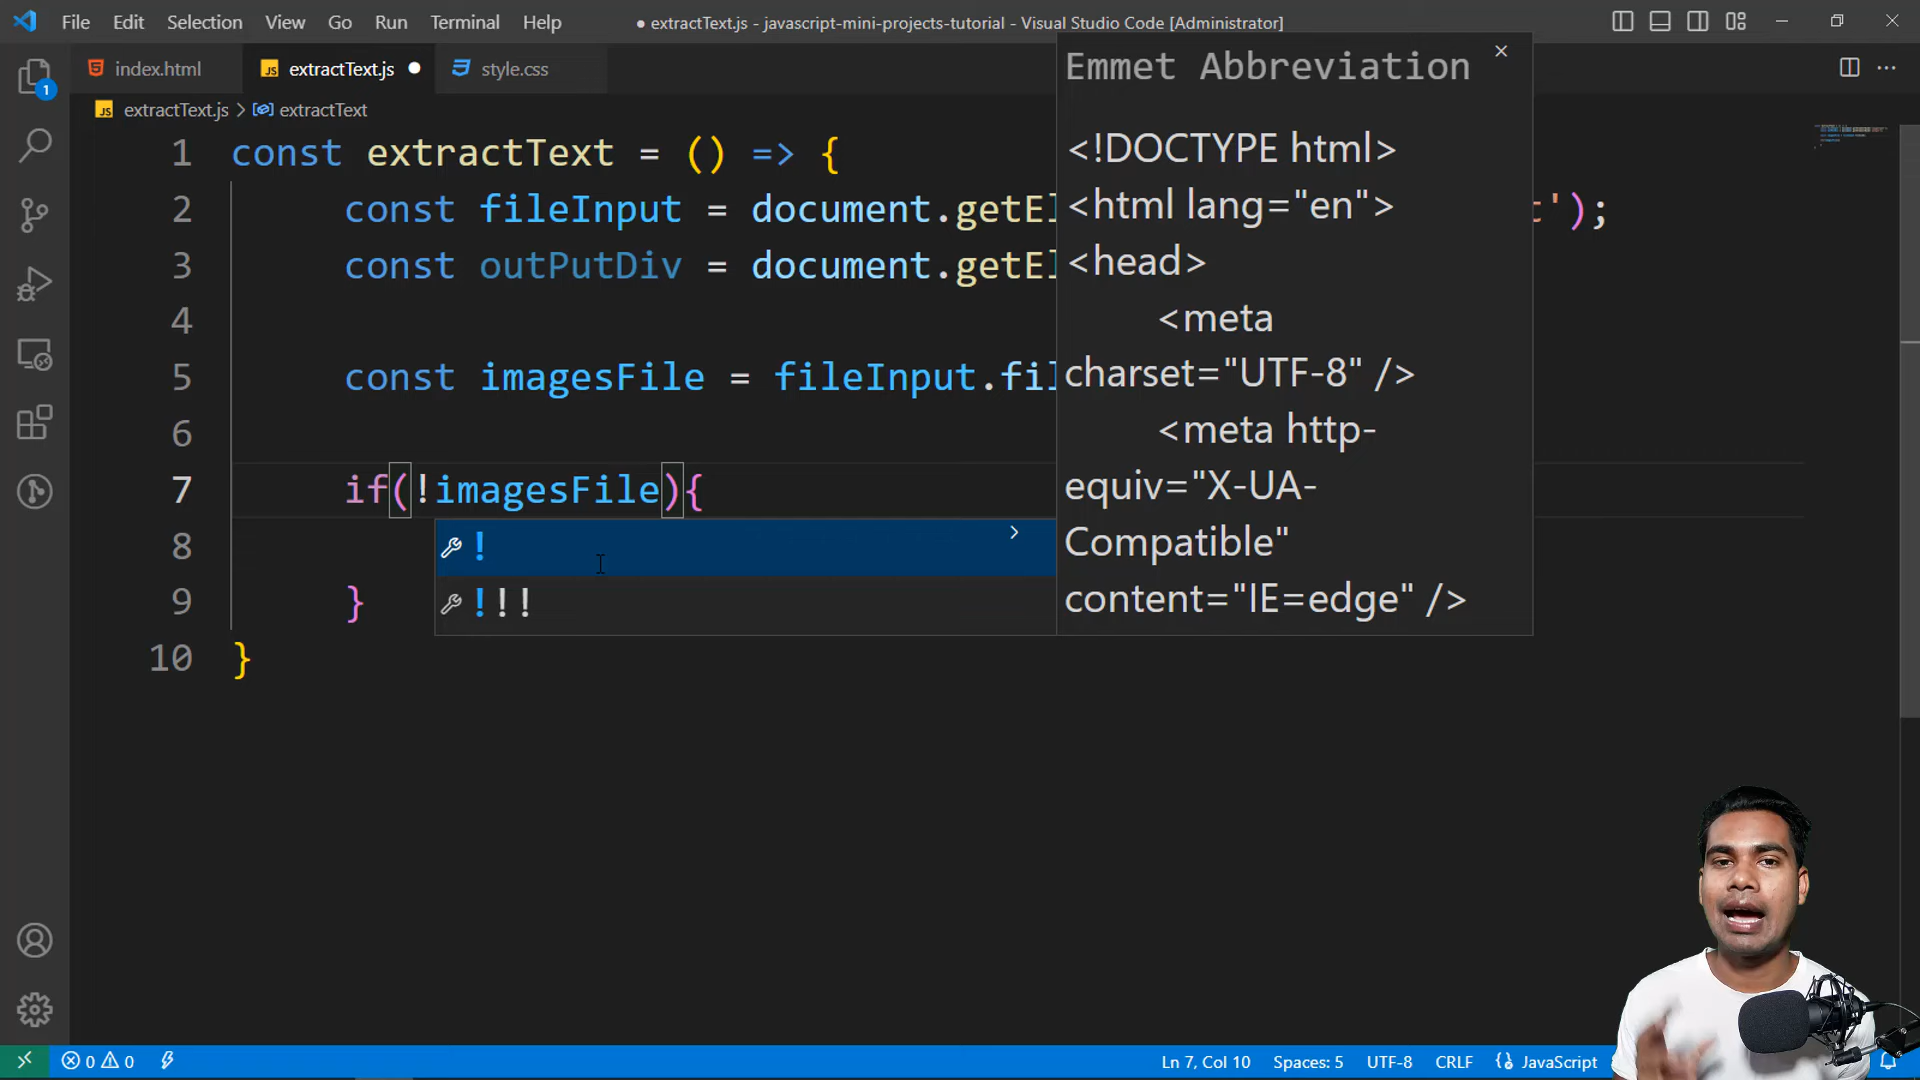 File Edit Selection View Go Run Terminal Help
● extractText.js - javascript-mini-projects-tutorial - Visual Studio Code [Administrator]
index.html
JS extractText.js ●
style.css
JS extractText.js > extractText
1 const extractText = () => {
2 const fileInput = document.getEl t');
3 const outPutDiv = document.getEl
4
5 const imagesFile = fileInput.fil
6
7 if(!imagesFile){
8
9 }
10 }
!
!!!
Emmet Abbreviation
<!DOCTYPE html>
<html lang="en">
<head>
<meta
charset="UTF-8" />
<meta http-
equiv="X-UA-
Compatible"
content="IE=edge" />
1
0 0
Ln 7, Col 10 Spaces: 5 UTF-8 CRLF {} JavaScript